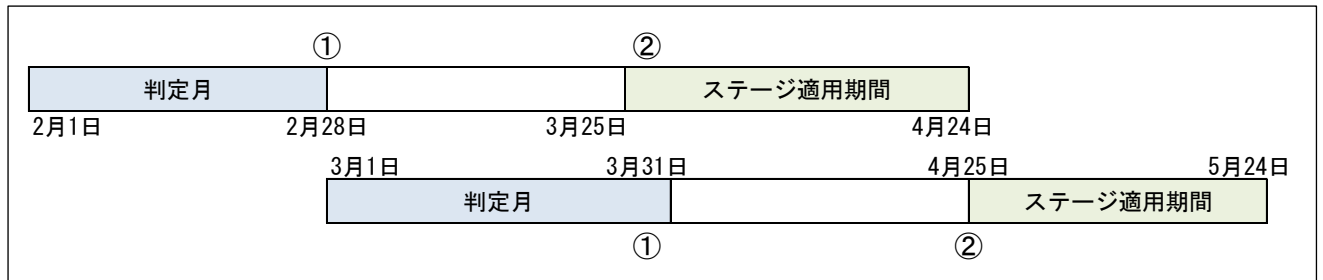 ① ②
判定月 ステージ適用期間
2月1日 2月28日 3月25日 4月24日
3月1日 3月31日 4月25日 5月24日
判定月 ステージ適用期間
① ②